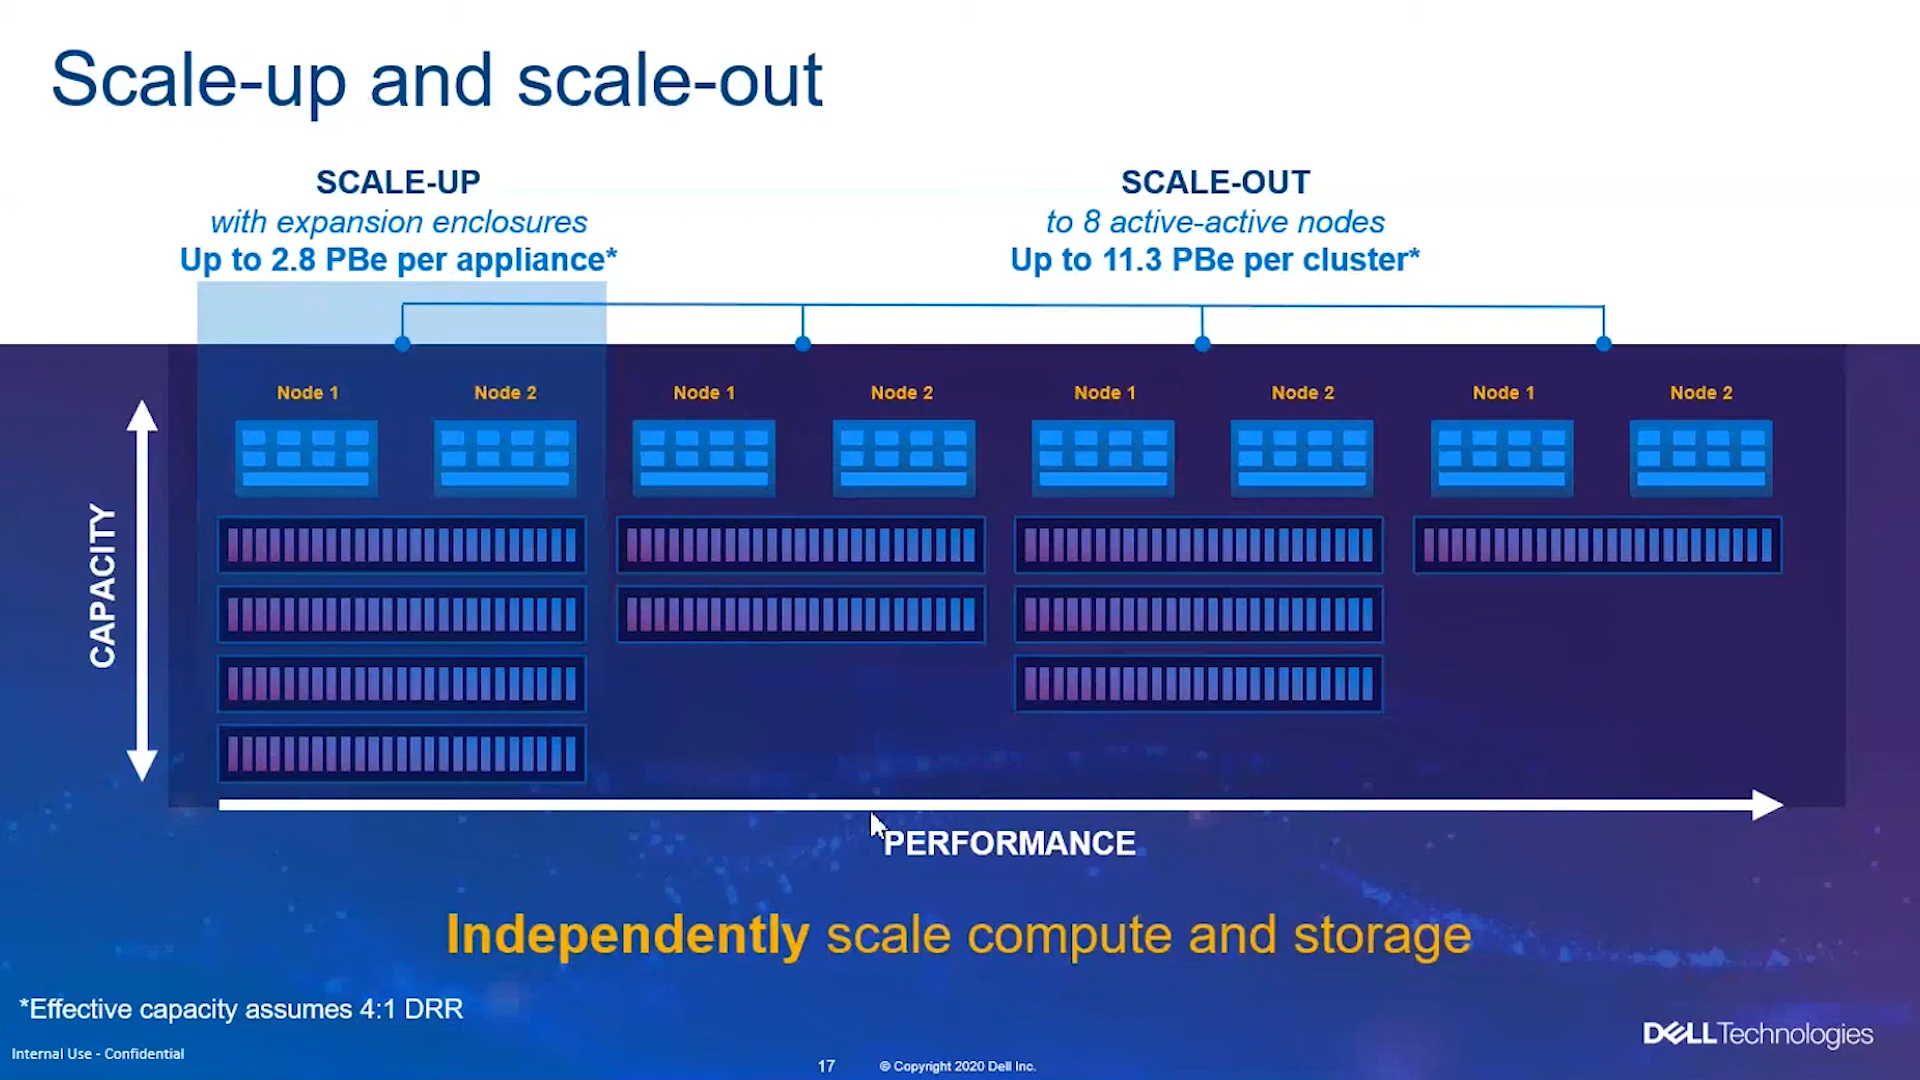 Scale-up and scale-out
SCALE-UP
with expansion enclosures
Up to 2.8 PBe per appliance*
SCALE-OUT
to 8 active-active nodes
Up to 11.3 PBe per cluster*
Node 1 Node 2 Node 1 Node 2 Node 1 Node 2 Node 1 Node 2
CAPACITY
PERFORMANCE
Independently scale compute and storage
*Effective capacity assumes 4:1 DRR
DELLTechnologies
Internal Use - Confidential
17 © Copyright 2020 Dell Inc.